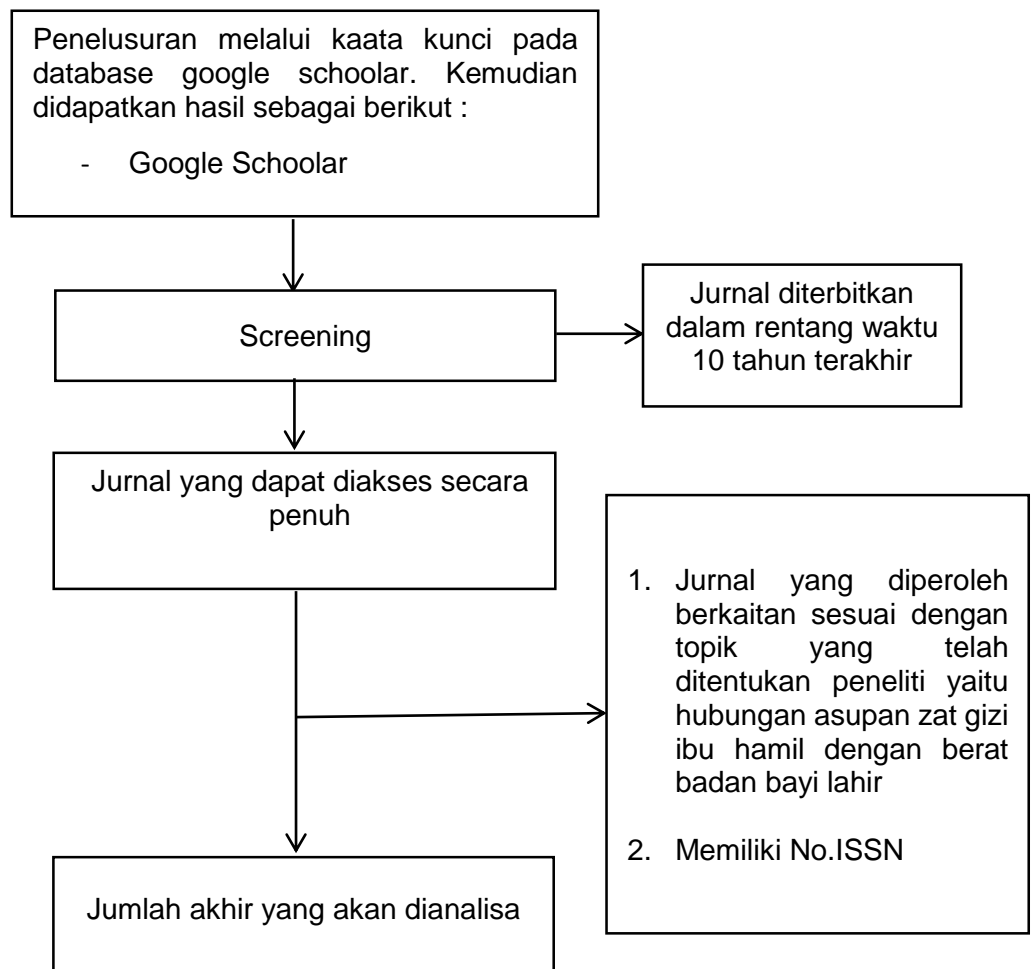 Penelusuran melalui kaata kunci pada
database google schoolar. Kemudian
didapatkan hasil sebagai berikut :
- Google Schoolar
Screening
Jurnal diterbitkan
dalam rentang waktu
10 tahun terakhir
Jurnal yang dapat diakses secara
penuh
1. Jurnal yang diperoleh
berkaitan sesuai dengan
topik yang telah
ditentukan peneliti yaitu
hubungan asupan zat gizi
ibu hamil dengan berat
badan bayi lahir
2. Memiliki No.ISSN
Jumlah akhir yang akan dianalisa